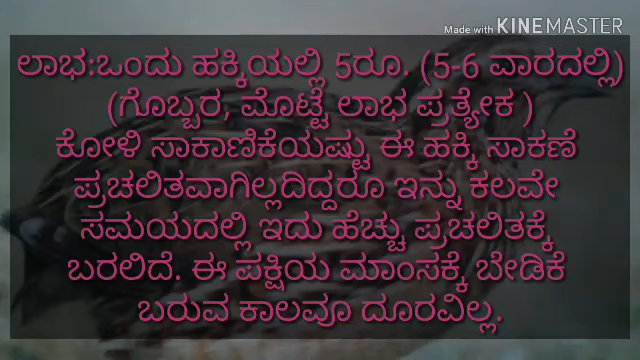 Made with KINEMASTER
ಲಾಭ:ಒಂದು ಹಕ್ಕಿಯಲ್ಲಿ 5ರೂ. (5-6 ವಾರದಲ್ಲಿ)
(ಗೊಬ್ಬರ, ಮೊಟ್ಟೆ ಲಾಭ ಪ್ರತ್ಯೇಕ )
ಕೋಳಿ ಸಾಕಾಣಿಕೆಯಷ್ಟು ಈ ಹಕ್ಕಿ ಸಾಕಣೆ
ಪ್ರಚಲಿತವಾಗಿಲ್ಲದಿದ್ದರೂ ಇನ್ನು ಕಲವೇ
ಸಮಯದಲ್ಲಿ ಇದು ಹೆಚ್ಚು ಪ್ರಚಲಿತಕ್ಕೆ
ಬರಲಿದೆ. ಈ ಪಕ್ಷಿಯ ಮಾಂಸಕ್ಕೆ ಬೇಡಿಕೆ
ಬರುವ ಕಾಲವೂ ದೂರವಿಲ್ಲ.